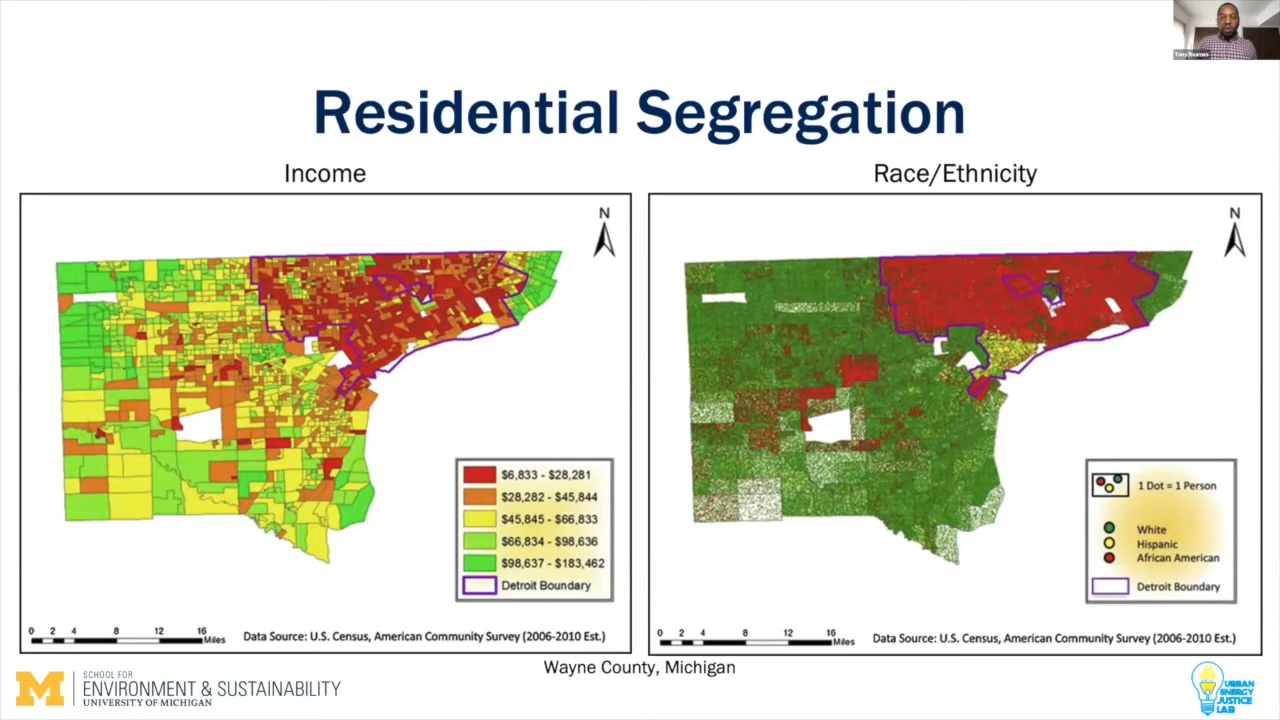 Tony Reames
Residential Segregation
Income
Race/Ethnicity
N
$6,833 - $28,281
$28,282 - $45,844
$45,845 - $66,833
$66,834 - $98,636
$98,637 - $183,462
Detroit Boundary
0 2 4 8 12 16
Miles
Data Source: U.S. Census, American Community Survey (2006-2010 Est.)
N
1 Dot = 1 Person
White
Hispanic
African American
Detroit Boundary
0 2 4 8 12 16
Miles
Data Source: U.S. Census, American Community Survey (2006-2010 Est.)
Wayne County, Michigan
M
SCHOOL FOR
ENVIRONMENT & SUSTAINABILITY
UNIVERSITY OF MICHIGAN
URBAN
ENERGY
JUSTICE
LAB